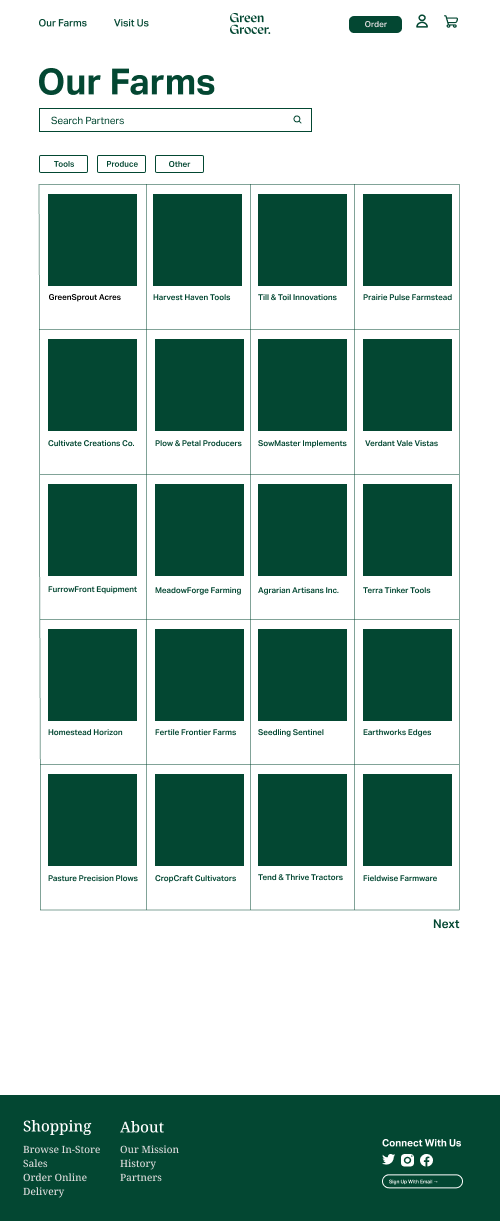 Our Farms
Visit Us
Green
Grocer.
Order
Our Farms
Search Partners
Tools
Produce
Other
GreenSprout Acres
Harvest Haven Tools
Till & Toil Innovations
Prairie Pulse Farmstead
Cultivate Creations Co.
Plow & Petal Producers
SowMaster Implements
Verdant Vale Vistas
FurrowFront Equipment
MeadowForge Farming
Agrarian Artisans Inc.
Terra Tinker Tools
Homestead Horizon
Fertile Frontier Farms
Seedling Sentinel
Earthworks Edges
Pasture Precision Plows
CropCraft Cultivators
Tend & Thrive Tractors
Fieldwise Farmware
Next
Shopping
Browse In-Store
Sales
Order Online
Delivery
About
Our Mission
History
Partners
Connect With Us
Sign Up With Email →